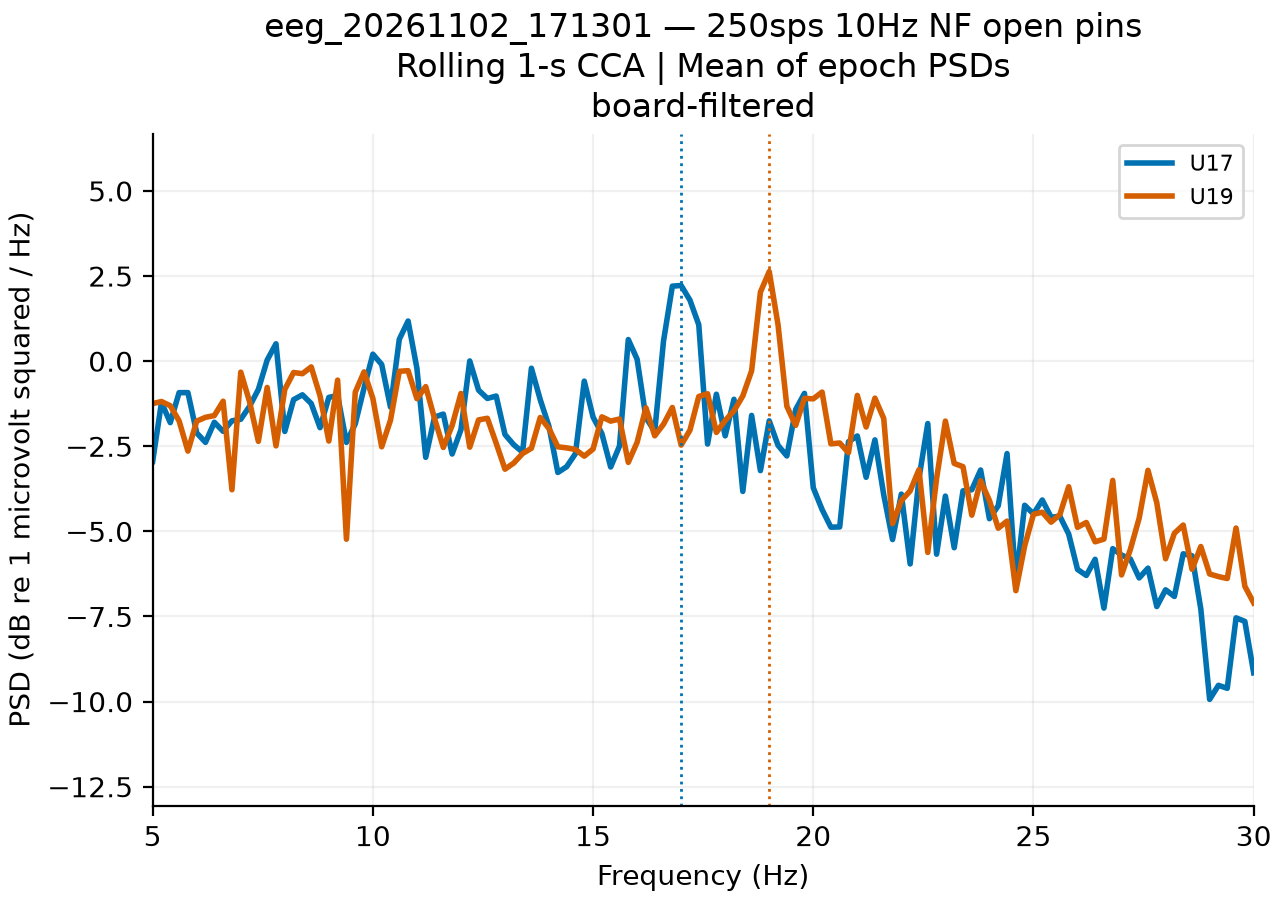 eeg_20261102_171301 — 250sps 10Hz NF open pins
Rolling 1-s CCA | Mean of epoch PSDs
board-filtered
U17
U19
PSD (dB re 1 microvolt squared / Hz)
5.0
2.5
0.0
−2.5
−5.0
−7.5
−10.0
−12.5
5
10
15
20
25
30
Frequency (Hz)